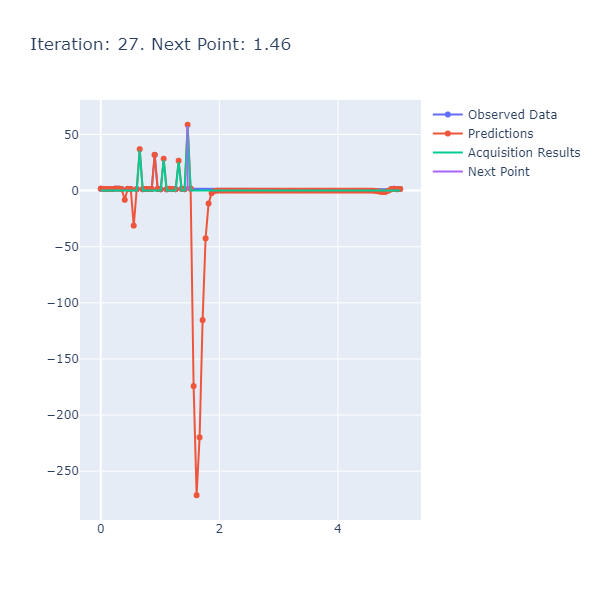 Iteration: 27. Next Point: 1.46
Observed Data
Predictions
Acquisition Results
Next Point
50
0
−50
−100
−150
−200
−250
0
2
4